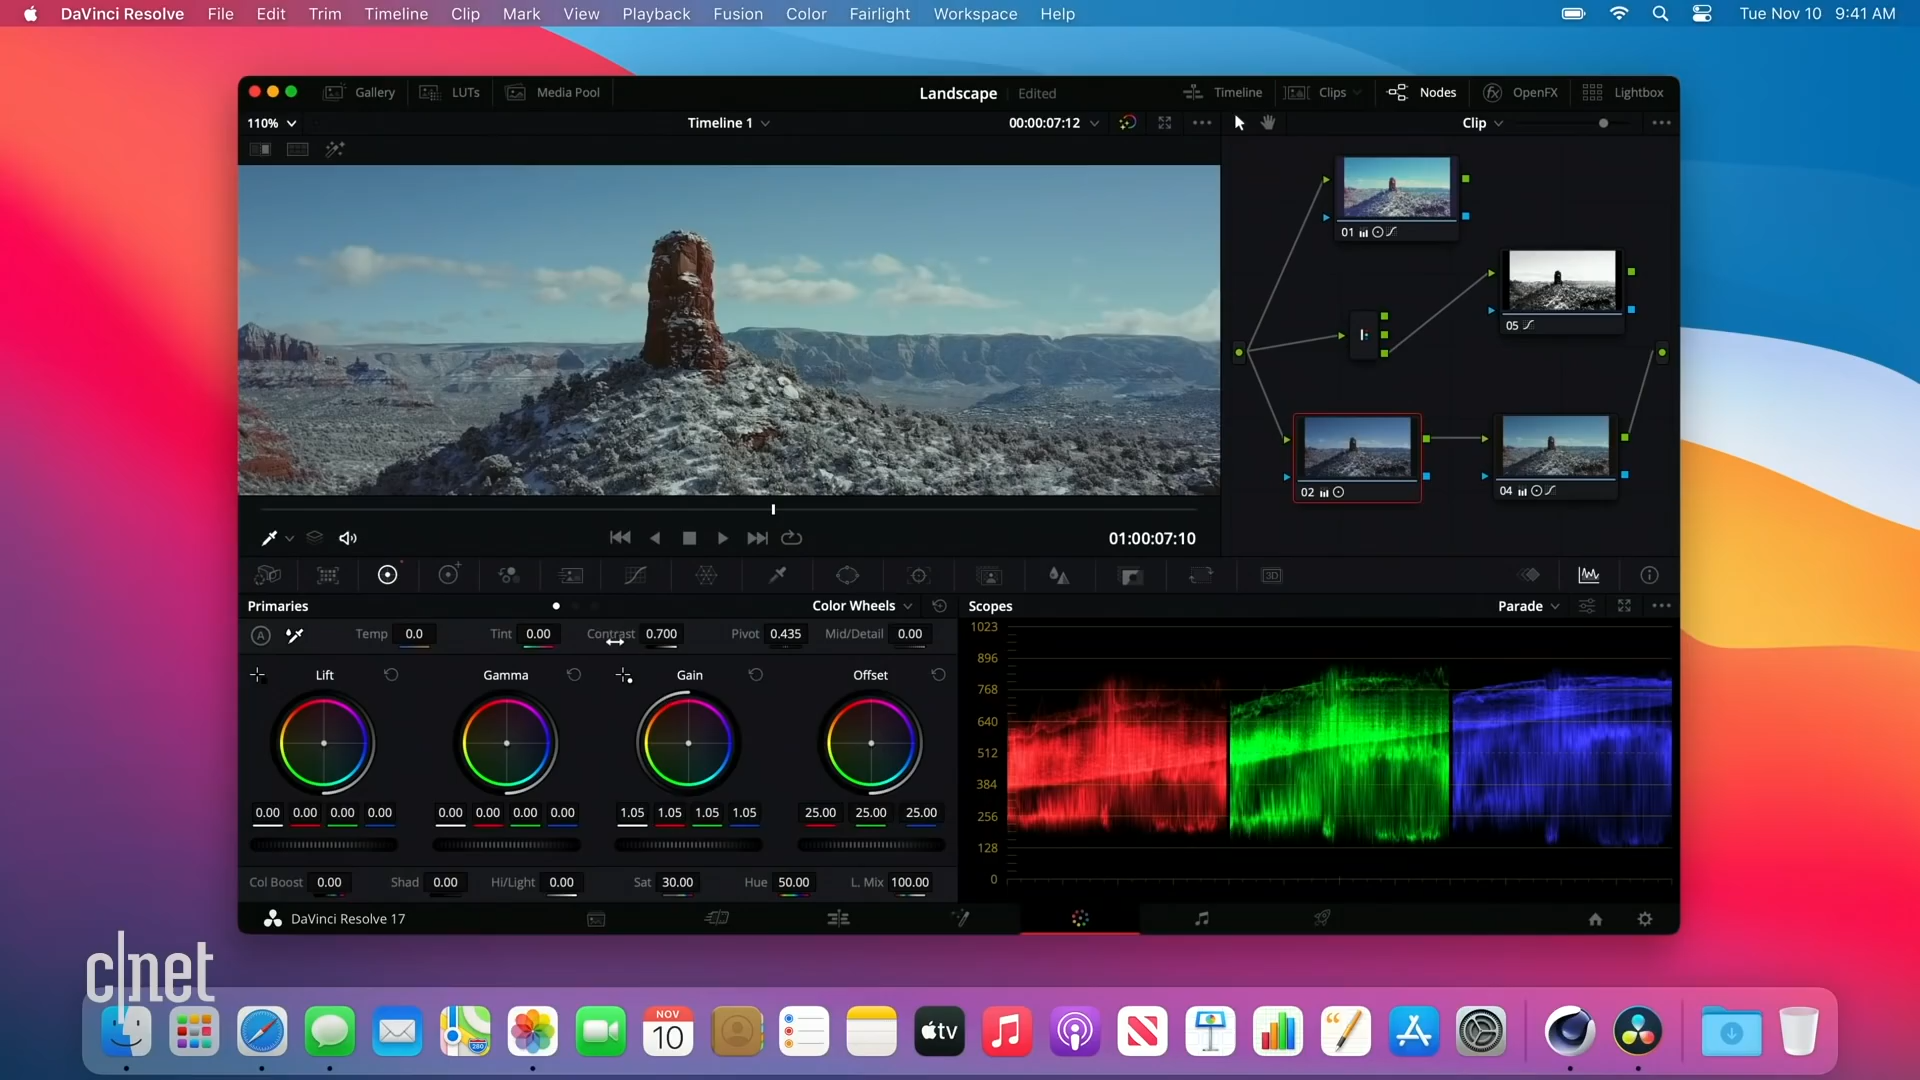 DaVinci Resolve File Edit Trim Timeline Clip Mark View Playback Fusion Color Fairlight Workspace Help Tue Nov 10 9:41 AM
Gallery LUTs Media Pool Landscape Edited Timeline Clips Nodes OpenFX Lightbox
110% Timeline 1 00:00:07:12 Clip
01
05
02 04
01:00:07:10
3D
Primaries Color Wheels Scopes Parade
A Temp 0.0 Tint 0.00 Contrast 0.700 Pivot 0.435 Mid/Detail 0.00
Lift Gamma Gain Offset
0.00 0.00 0.00 0.00 0.00 0.00 0.00 0.00 1.05 1.05 1.05 1.05 25.00 25.00 25.00
Col Boost 0.00 Shad 0.00 Hi/Light 0.00 Sat 30.00 Hue 50.00 L. Mix 100.00
1023
896
768
640
512
384
256
128
0
DaVinci Resolve 17
c|net
NOV
10
tv
280